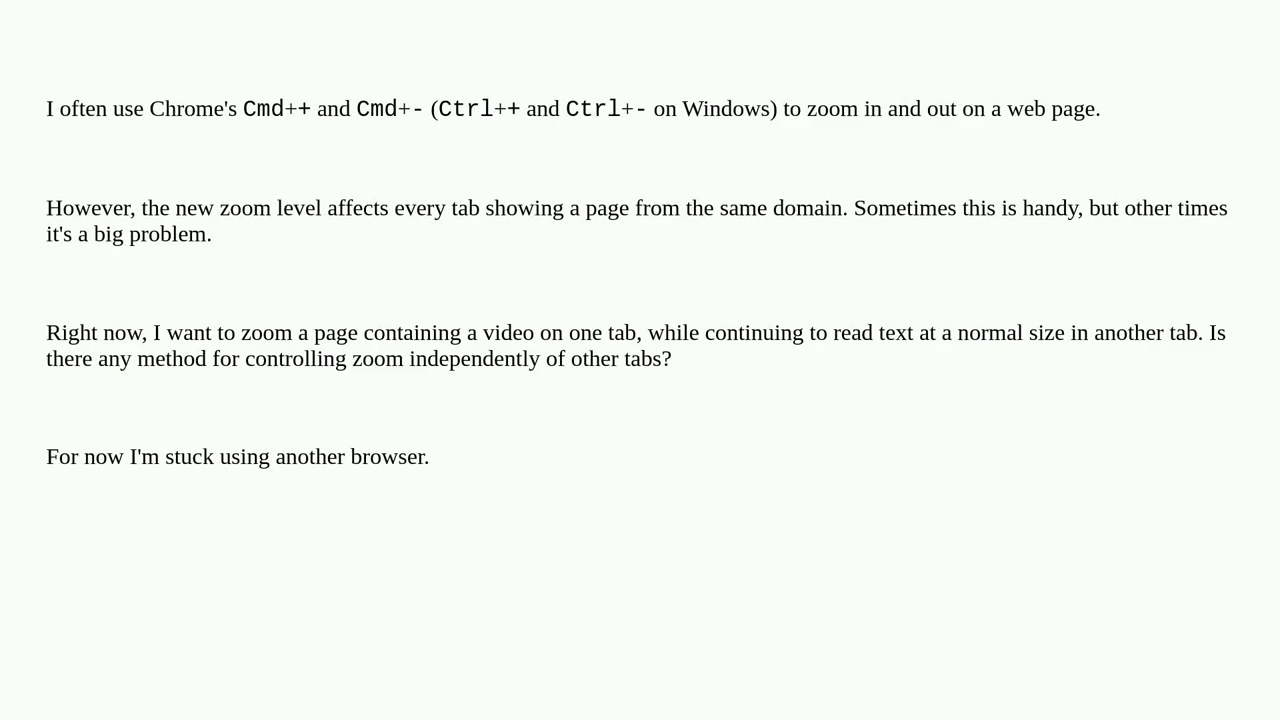 I often use Chrome's Cmd++ and Cmd+- (Ctrl++ and Ctrl+- on Windows) to zoom in and out on a web page.
However, the new zoom level affects every tab showing a page from the same domain. Sometimes this is handy, but other times
it's a big problem.
Right now, I want to zoom a page containing a video on one tab, while continuing to read text at a normal size in another tab. Is
there any method for controlling zoom independently of other tabs?
For now I'm stuck using another browser.